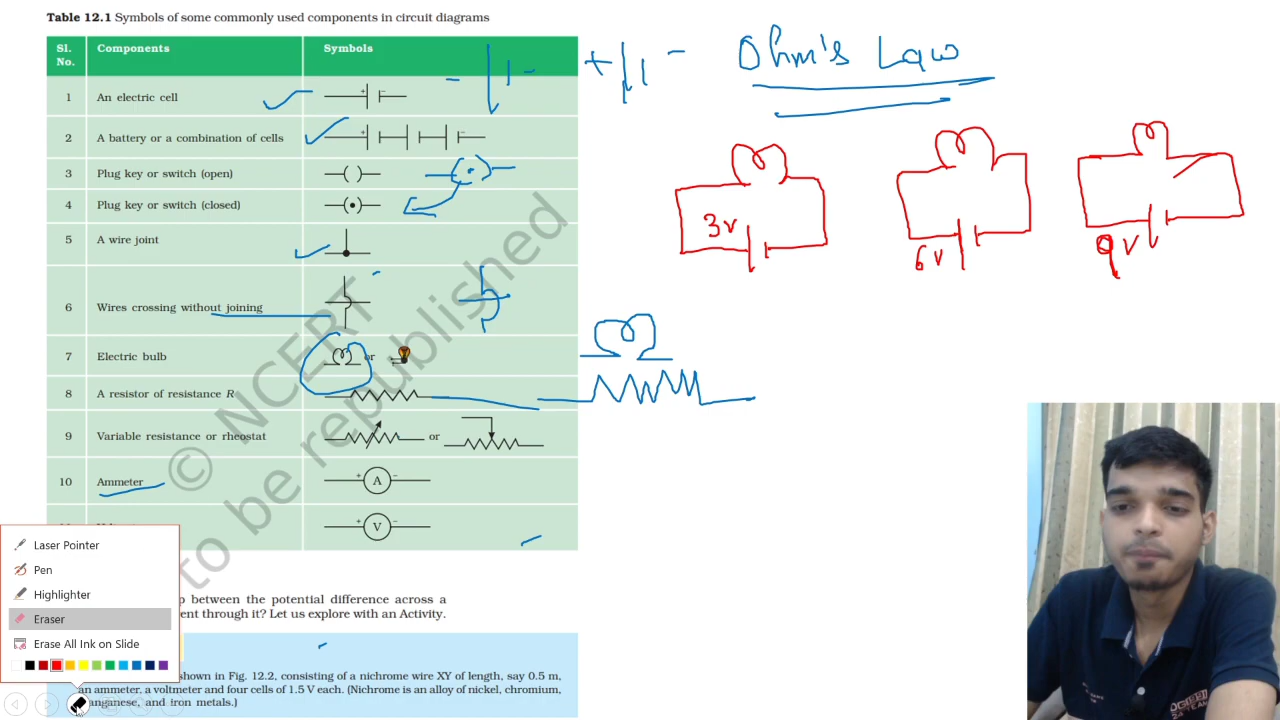 Table 12.1 Symbols of some commonly used components in circuit diagrams
Sl. No. Components Symbols
1 An electric cell + −
2 A battery or a combination of cells + −
3 Plug key or switch (open)
4 Plug key or switch (closed)
5 A wire joint
6 Wires crossing without joining
7 Electric bulb or
8 A resistor of resistance R
9 Variable resistance or rheostat or
10 Ammeter + A −
+ V −
© NCERT
to be republished
+ −
Ohm's Law
3V
6V
9V
Laser Pointer
Pen
Highlighter
Eraser
Erase All Ink on Slide
between the potential difference across a
through it? Let us explore with an Activity.
shown in Fig. 12.2, consisting of a nichrome wire XY of length, say 0.5 m,
an ammeter, a voltmeter and four cells of 1.5 V each. (Nichrome is an alloy of nickel, chromium,
and iron metals.)